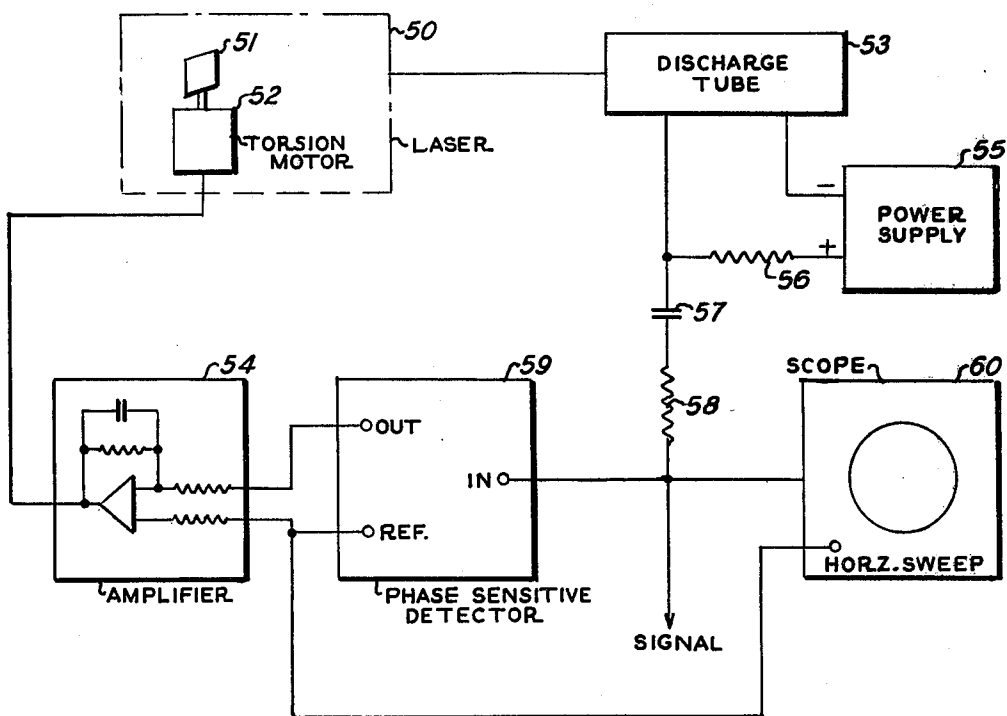 51
50
52
TORSION
MOTOR
LASER
DISCHARGE
TUBE
53
55
POWER
SUPPLY
−
+
56
57
58
54
59
SCOPE
60
OUT
IN
REF.
HORZ. SWEEP
AMPLIFIER
PHASE SENSITIVE
DETECTOR
SIGNAL